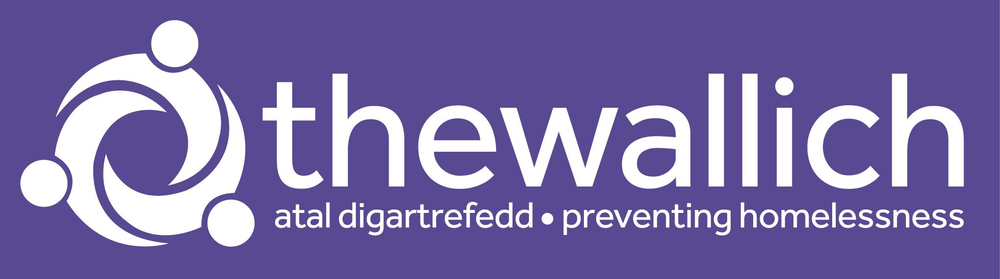 thewallich
atal digartrefedd • preventing homelessness